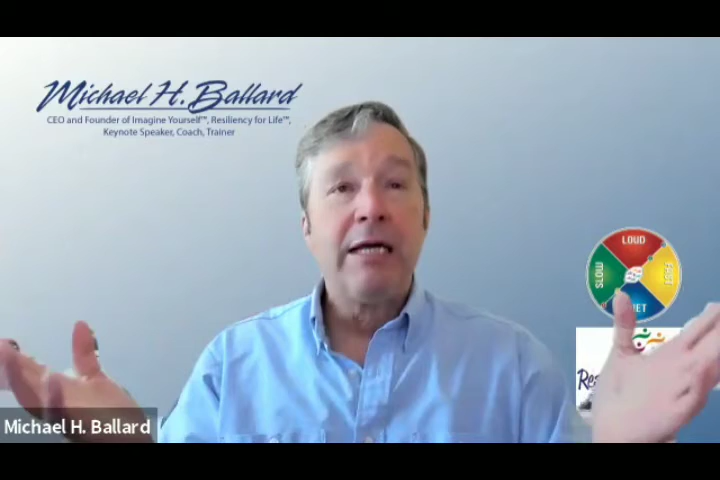 Michael H. Ballard
CEO and Founder of Imagine Yourself™, Resiliency for Life™,
Keynote Speaker, Coach, Trainer
LOUD
SLOW
FAST
Michael H. Ballard